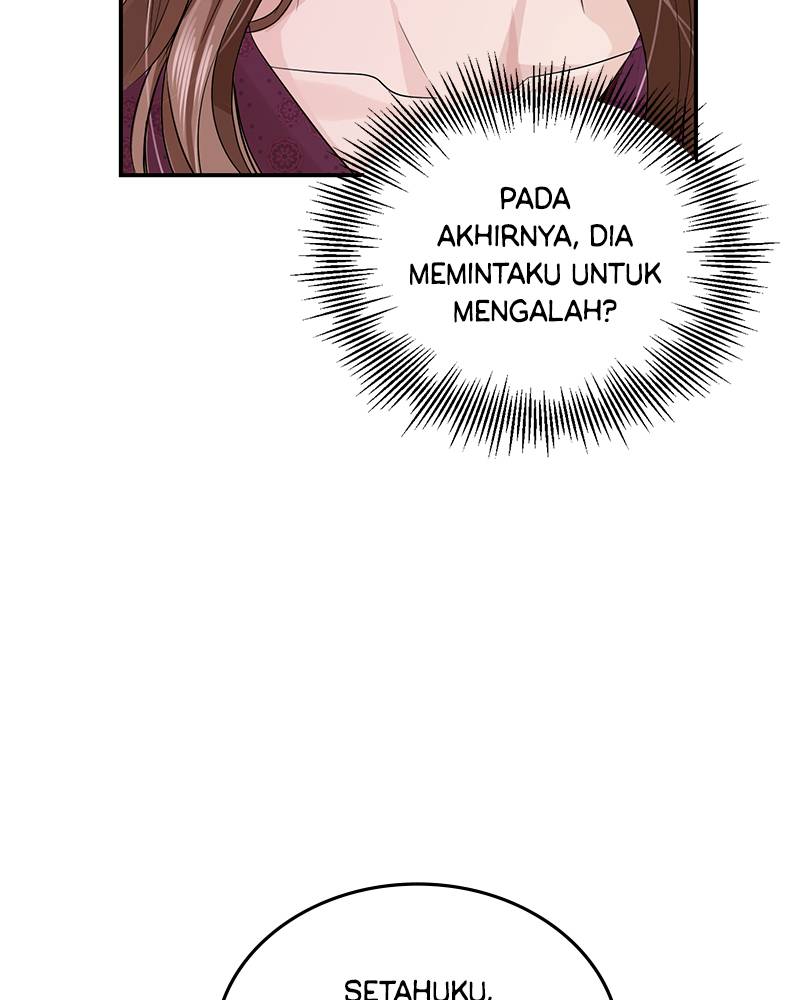 PADA
AKHIRNYA, DIA
MEMINTAKU UNTUK
MENGALAH?
SETAHUKU,